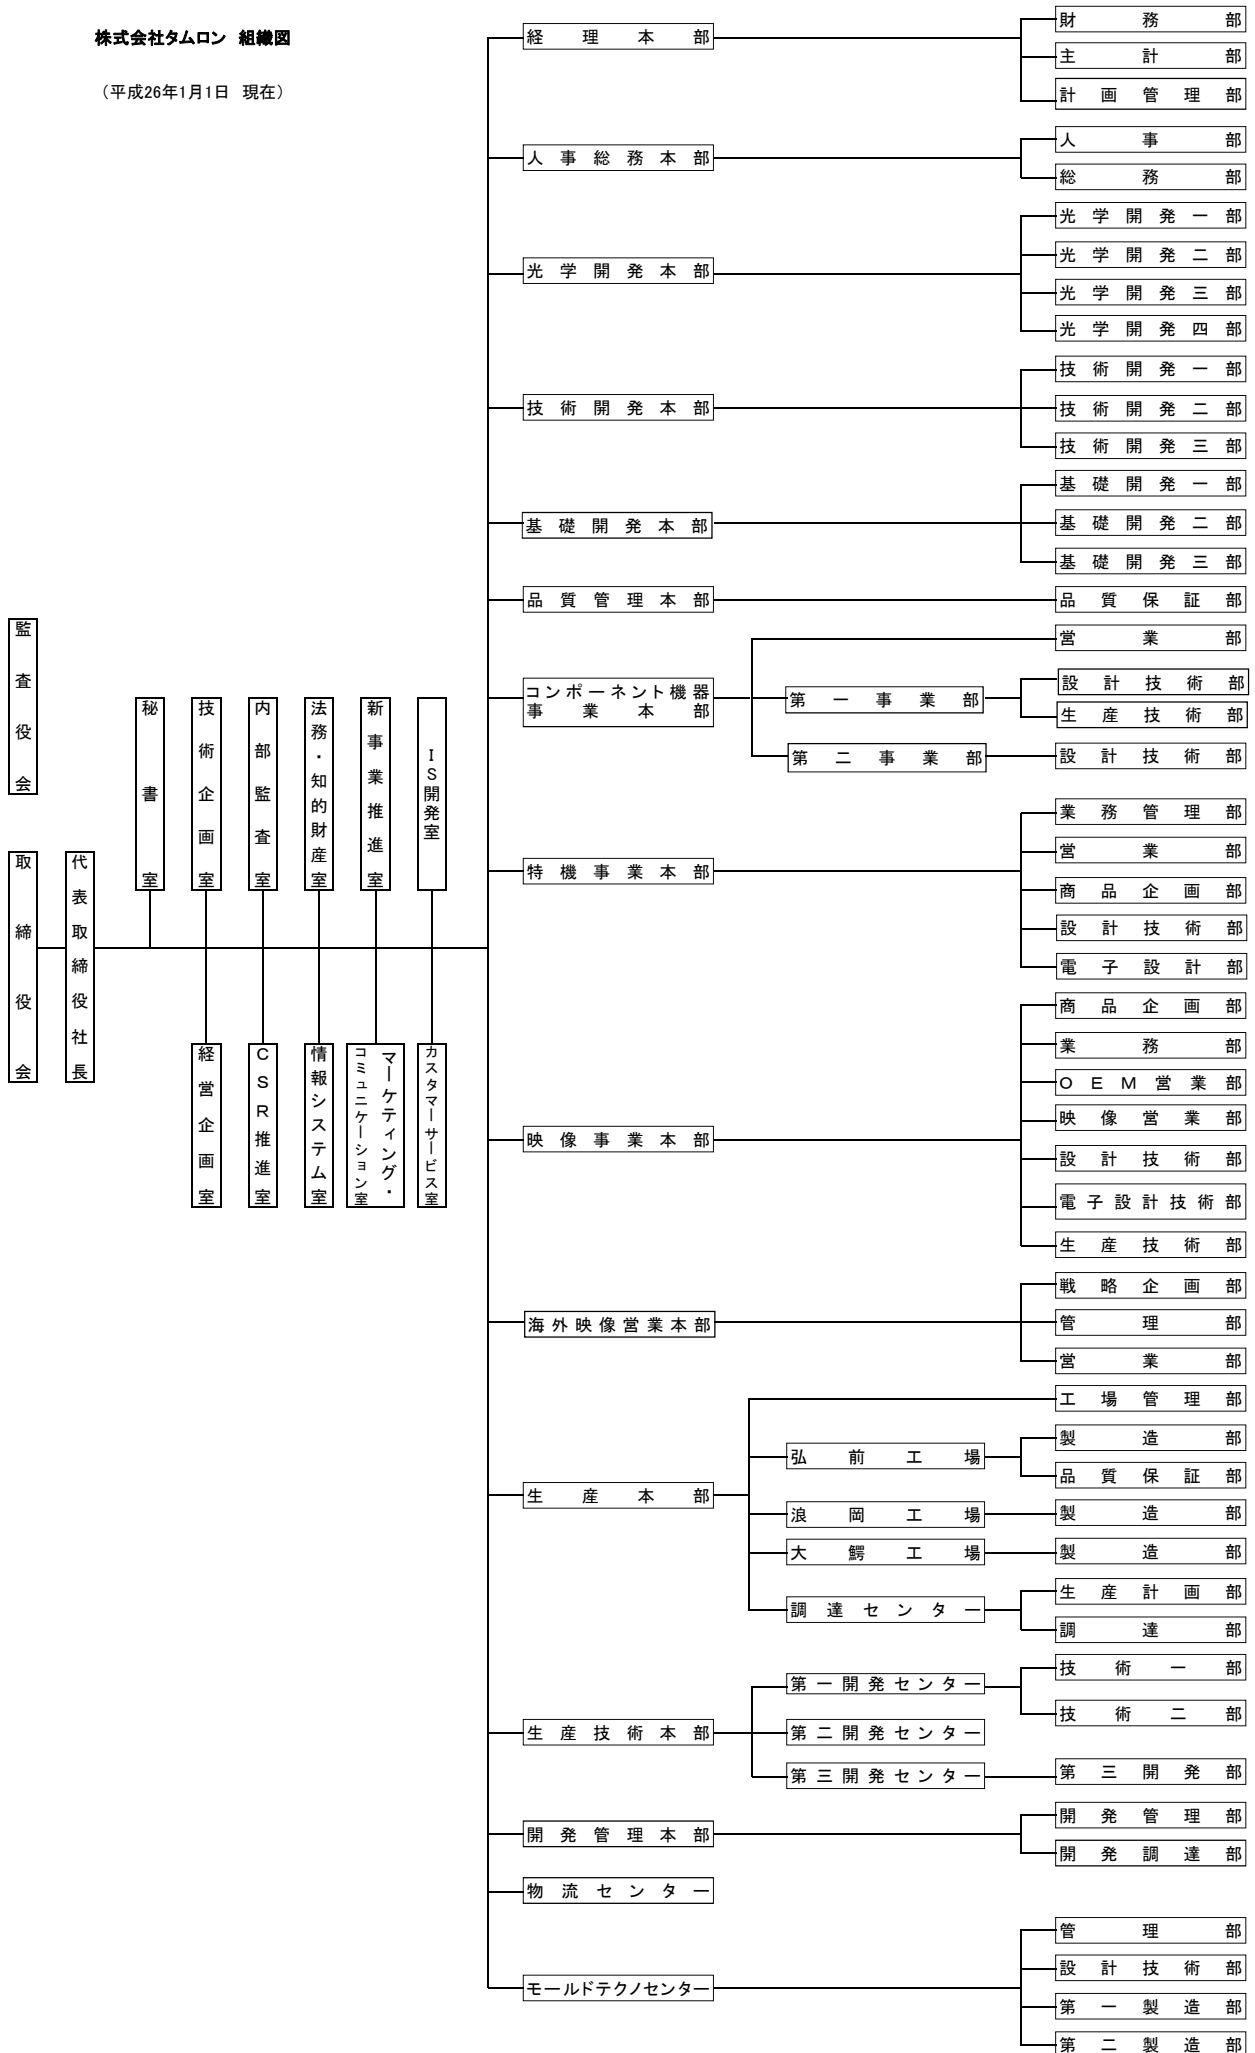 株式会社タムロン 組織図
（平成26年1月1日 現在）
監査役会
取締役会
代表取締役社長
秘書室
技術企画室
内部監査室
法務・知的財産室
新事業推進室
IS開発室
経営企画室
CSR推進室
情報システム室
マーケティング・
コミュニケーション室
カスタマーサービス室
経理本部
財務部
主計部
計画管理部
人事総務本部
人事部
総務部
光学開発本部
光学開発一部
光学開発二部
光学開発三部
光学開発四部
技術開発本部
技術開発一部
技術開発二部
技術開発三部
基礎開発本部
基礎開発一部
基礎開発二部
基礎開発三部
品質管理本部
品質保証部
コンポーネント機器
事業本部
営業部
第一事業部
設計技術部
生産技術部
第二事業部
設計技術部
特機事業本部
業務管理部
営業部
商品企画部
設計技術部
電子設計部
映像事業本部
商品企画部
業務部
OEM営業部
映像営業部
設計技術部
電子設計技術部
生産技術部
海外映像営業本部
戦略企画部
管理部
営業部
生産本部
工場管理部
弘前工場
製造部
品質保証部
浪岡工場
製造部
大鰐工場
製造部
調達センター
生産計画部
調達部
生産技術本部
第一開発センター
技術一部
技術二部
第二開発センター
第三開発センター
第三開発部
開発管理本部
開発管理部
開発調達部
物流センター
モールドテクノセンター
管理部
設計技術部
第一製造部
第二製造部